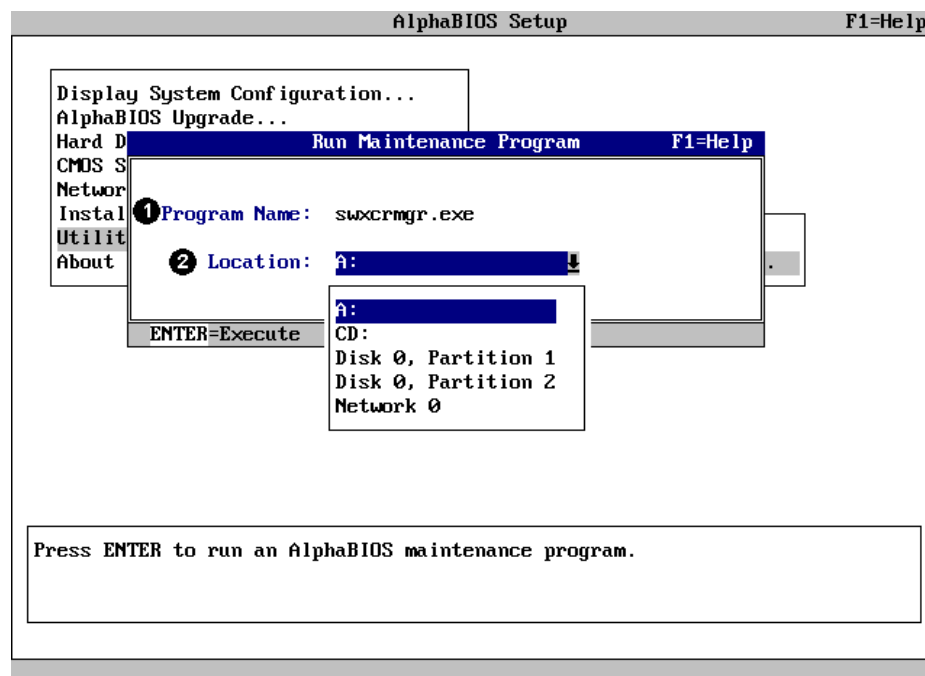 AlphaBIOS Setup F1=Help
Display System Configuration...
AlphaBIOS Upgrade...
Hard D
CMOS S
Networ
Instal
Utilit
About
Run Maintenance Program F1=Help
1 Program Name: swxcrmgr.exe
2 Location: A:
A:
CD:
Disk 0, Partition 1
Disk 0, Partition 2
Network 0
.
ENTER=Execute
Press ENTER to run an AlphaBIOS maintenance program.